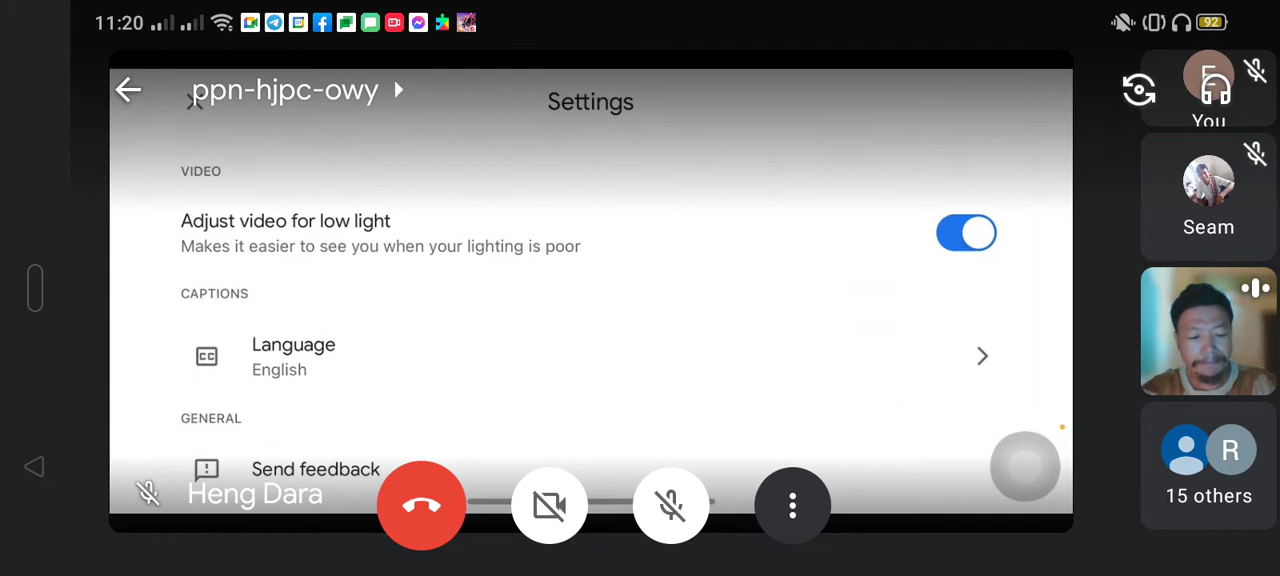 11:20
92
ppn-hjpc-owy
Settings
VIDEO
Adjust video for low light
Makes it easier to see you when your lighting is poor
CAPTIONS
CC
Language
English
GENERAL
Send feedback
Heng Dara
You
Seam
R
15 others